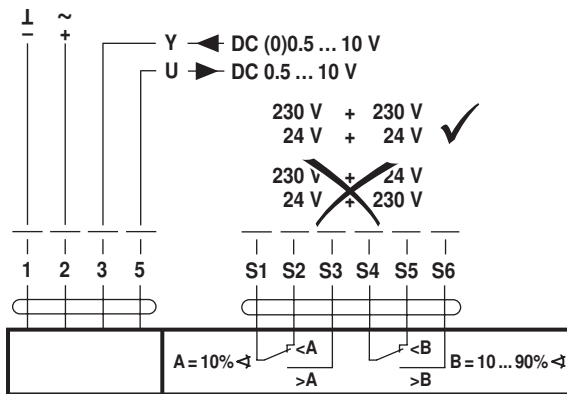 ⊥ ~
– +
Y DC (0)0.5 ... 10 V
U DC 0.5 ... 10 V
230 V + 230 V
24 V + 24 V
230 V + 24 V
24 V + 230 V
1 2 3 5 S1 S2 S3 S4 S5 S6
A = 10% ∢ <A <B B = 10 ... 90% ∢
>A >B